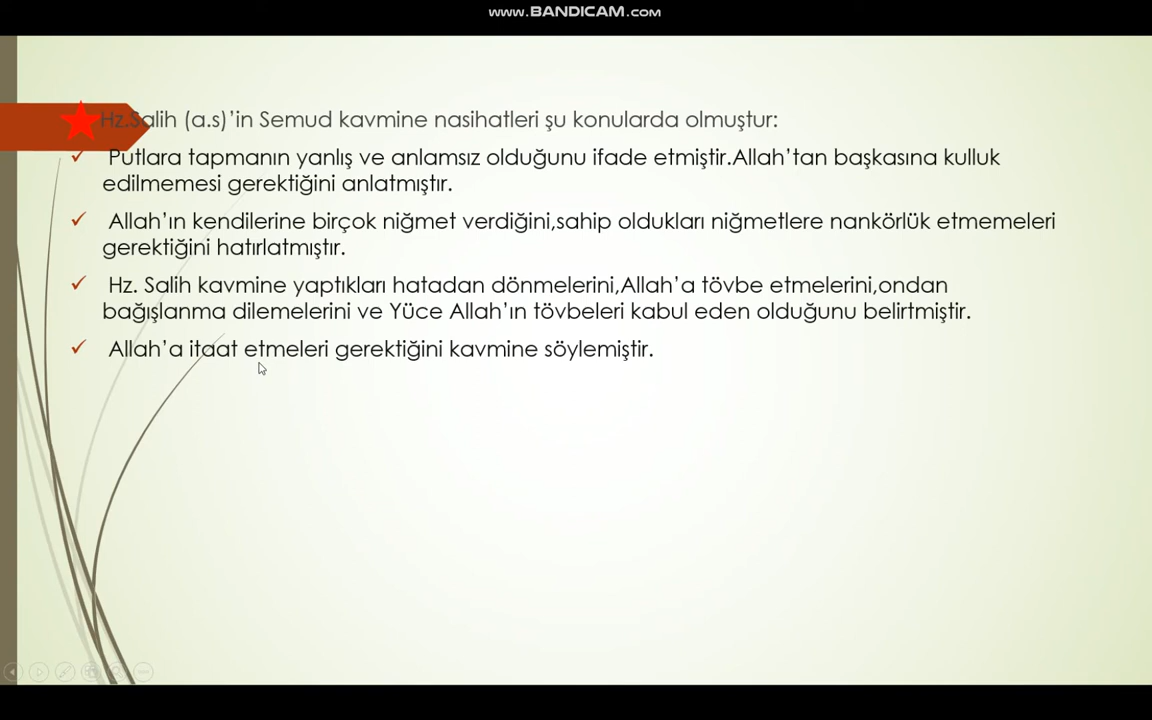 www.BANDICAM.com
Hz.Salih (a.s)’in Semud kavmine nasihatleri şu konularda olmuştur:
✓ Putlara tapmanın yanlış ve anlamsız olduğunu ifade etmiştir.Allah’tan başkasına kulluk
edilmemesi gerektiğini anlatmıştır.
✓ Allah’ın kendilerine birçok niğmet verdiğini,sahip oldukları niğmetlere nankörlük etmemeleri
gerektiğini hatırlatmıştır.
✓ Hz. Salih kavmine yaptıkları hatadan dönmelerini,Allah’a tövbe etmelerini,ondan
bağışlanma dilemelerini ve Yüce Allah’ın tövbeleri kabul eden olduğunu belirtmiştir.
✓ Allah’a itaat etmeleri gerektiğini kavmine söylemiştir.